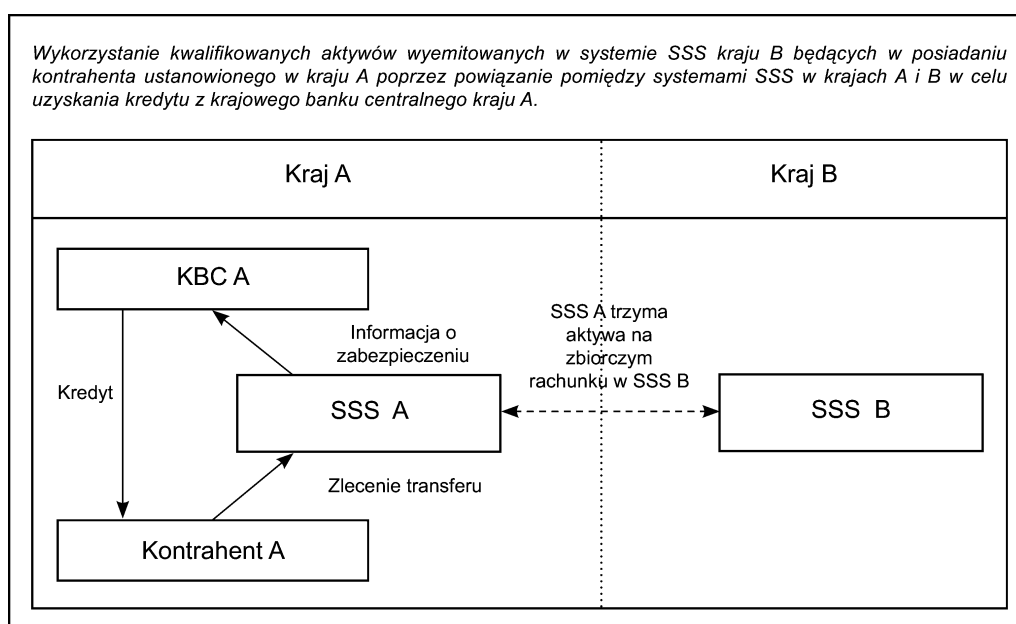 Wykorzystanie kwalifikowanych aktywów wyemitowanych w systemie SSS kraju B będących w posiadaniu
kontrahenta ustanowionego w kraju A poprzez powiązanie pomiędzy systemami SSS w krajach A i B w celu
uzyskania kredytu z krajowego banku centralnego kraju A.
Kraj A
Kraj B
KBC A
Informacja o
zabezpieczeniu
SSS A trzyma
aktywa na
zbiorczym
rachunku w SSS B
Kredyt
SSS A
SSS B
Zlecenie transferu
Kontrahent A